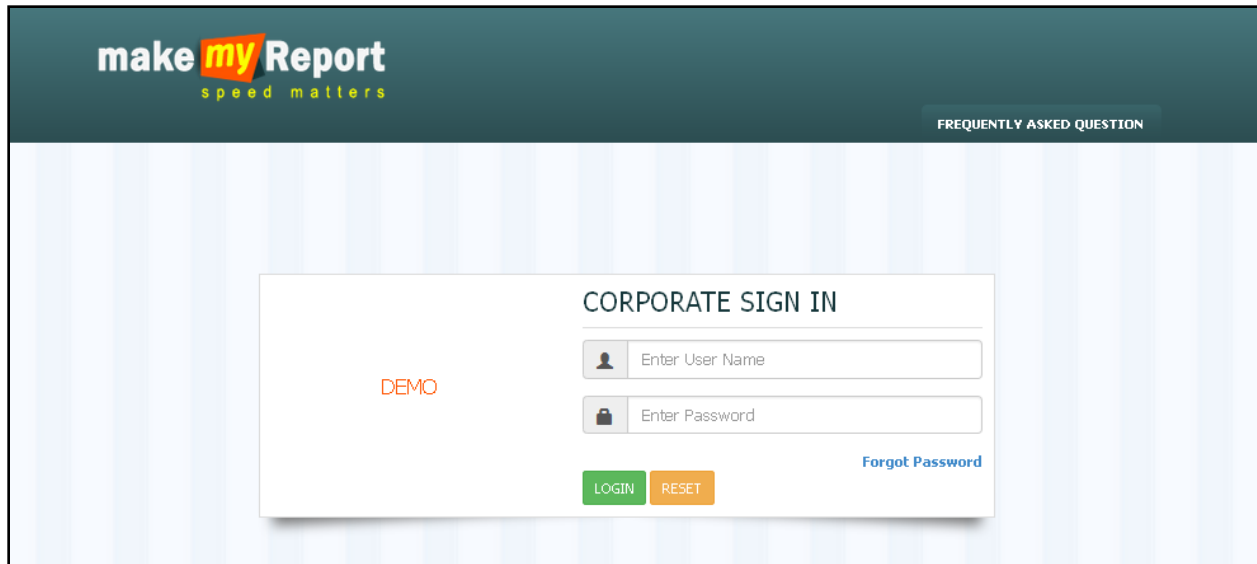 make my Report
speed matters
FREQUENTLY ASKED QUESTION
CORPORATE SIGN IN
Enter User Name
DEMO
Enter Password
Forgot Password
LOGIN RESET